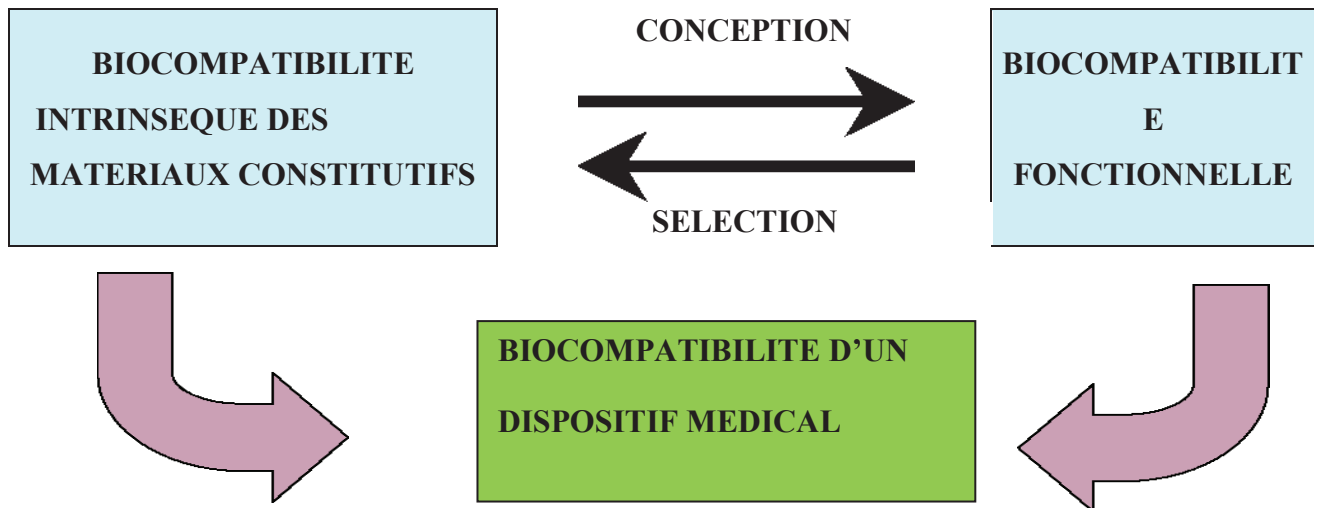 BIOCOMPATIBILITE
INTRINSEQUE DES
MATERIAUX CONSTITUTIFS
CONCEPTION
SELECTION
BIOCOMPATIBILIT
E
FONCTIONNELLE
BIOCOMPATIBILITE D’UN
DISPOSITIF MEDICAL